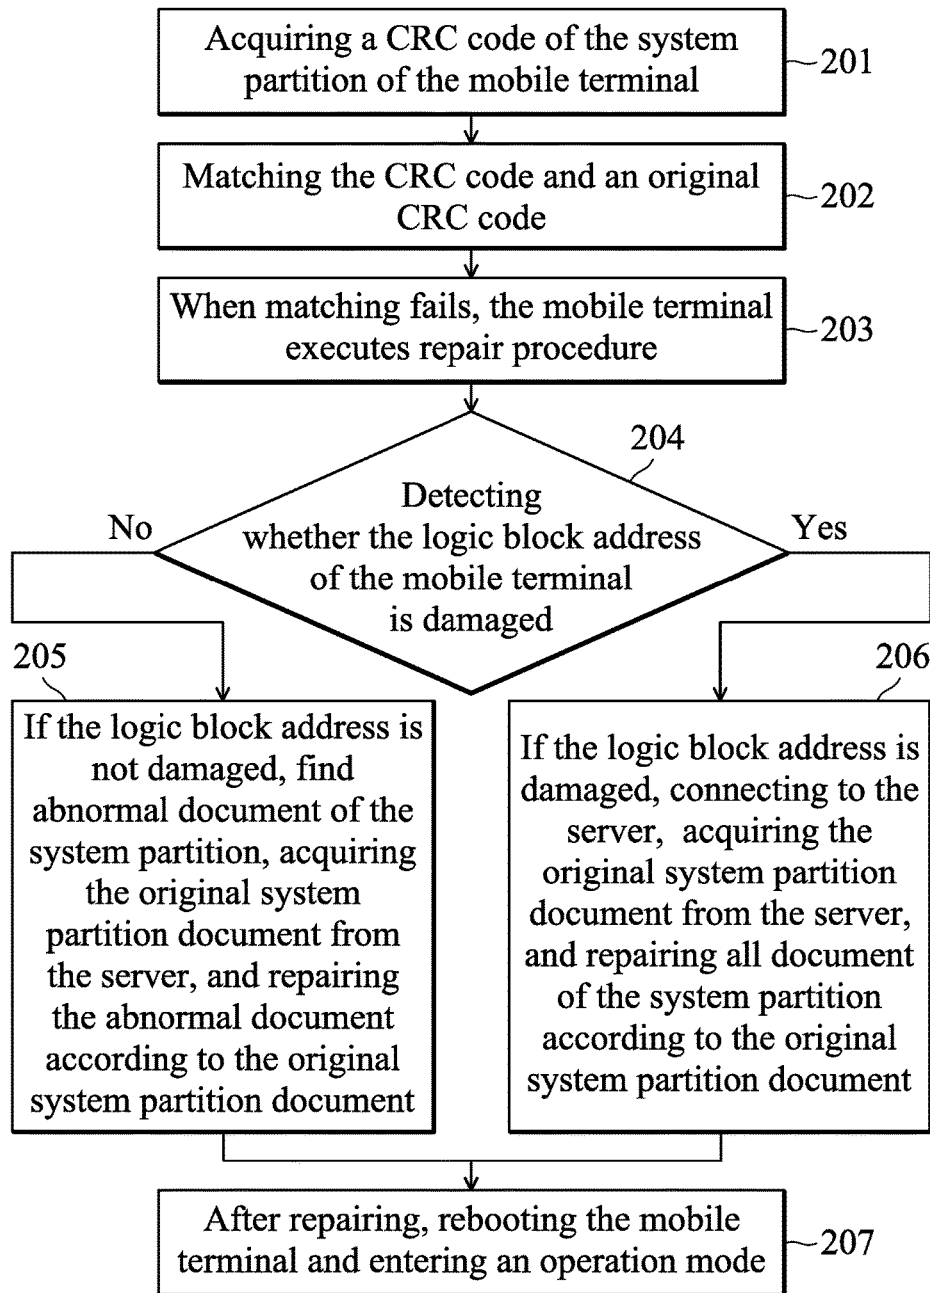 Acquiring a CRC code of the system
partition of the mobile terminal
201
Matching the CRC code and an original
CRC code
202
When matching fails, the mobile terminal
executes repair procedure
203
204
Detecting
whether the logic block address
of the mobile terminal
is damaged
No
Yes
205
If the logic block address is
not damaged, find
abnormal document of the
system partition, acquiring
the original system
partition document from
the server, and repairing
the abnormal document
according to the original
system partition document
206
If the logic block address is
damaged, connecting to the
server, acquiring the
original system partition
document from the server,
and repairing all document
of the system partition
according to the original
system partition document
After repairing, rebooting the mobile
terminal and entering an operation mode
207